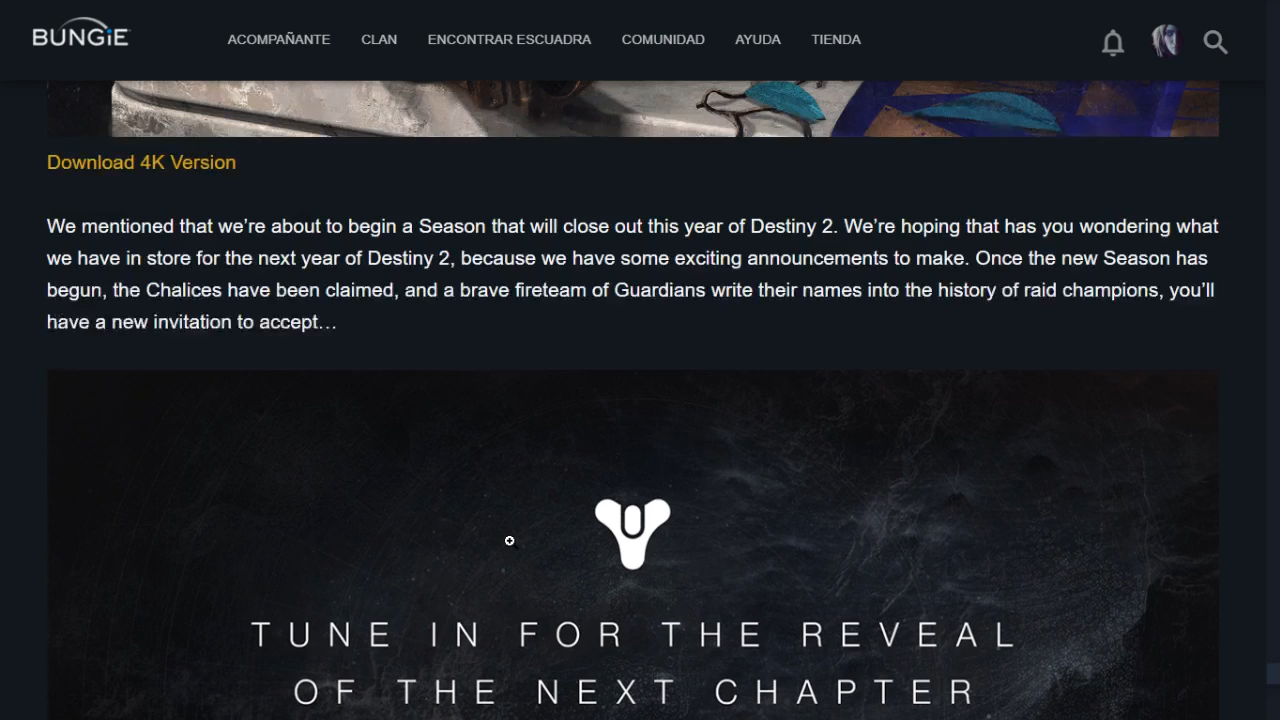 BUNGiE
ACOMPAÑANTE CLAN ENCONTRAR ESCUADRA COMUNIDAD AYUDA TIENDA
Download 4K Version
We mentioned that we’re about to begin a Season that will close out this year of Destiny 2. We’re hoping that has you wondering what
we have in store for the next year of Destiny 2, because we have some exciting announcements to make. Once the new Season has
begun, the Chalices have been claimed, and a brave fireteam of Guardians write their names into the history of raid champions, you’ll
have a new invitation to accept…
TUNE IN FOR THE REVEAL
OF THE NEXT CHAPTER